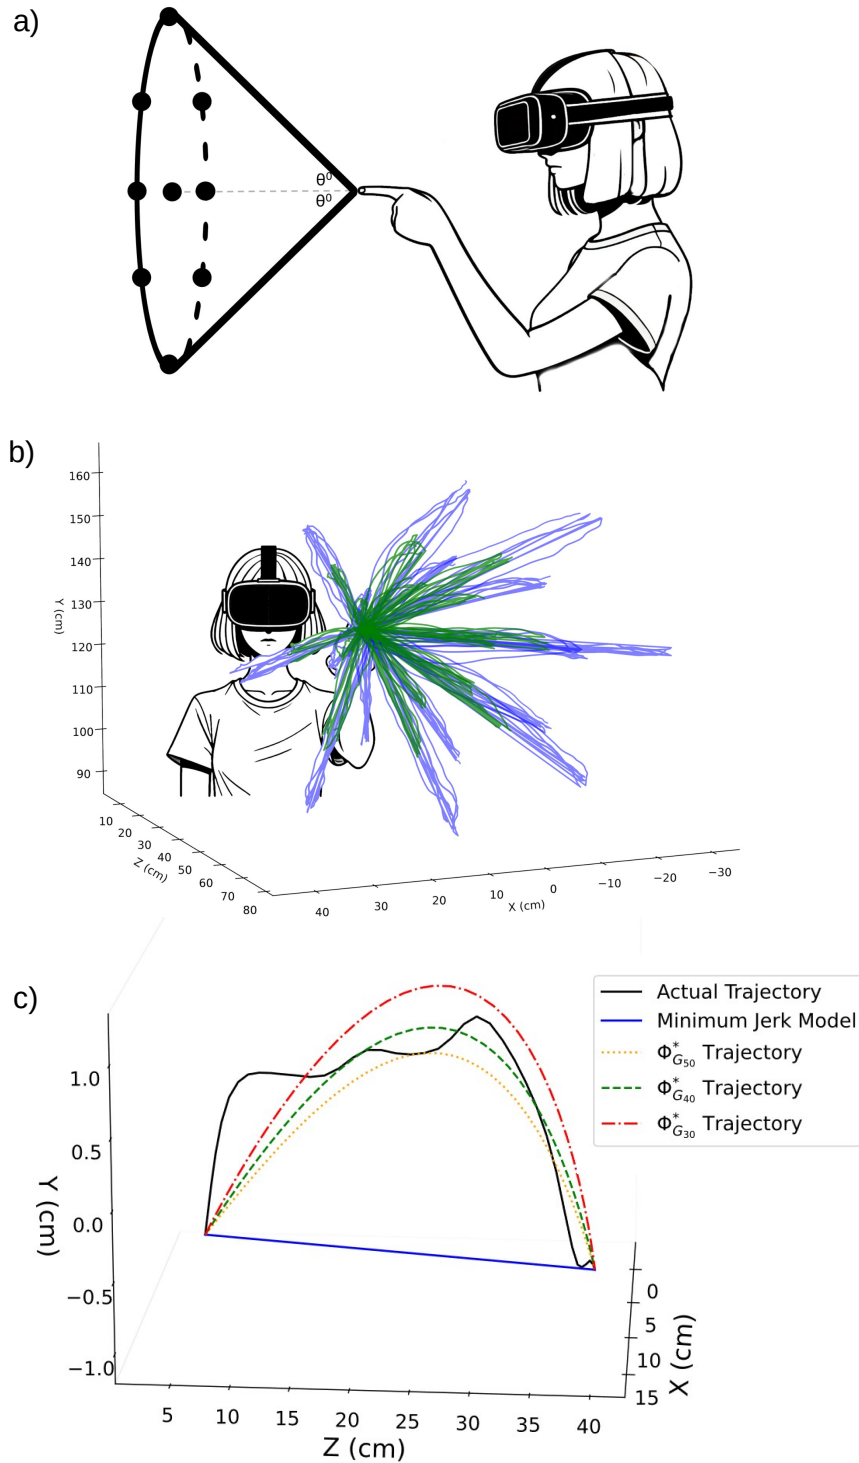 a)
θ⁰
θ⁰
b)
160
150
140
130
120
110
100
90
Y (cm)
10
20
30
40
50
60
70
80
Z (cm)
40
30
20
10
0
−10
−20
−30
X (cm)
c)
Actual Trajectory
Minimum Jerk Model
Φ*G50 Trajectory
Φ*G40 Trajectory
Φ*G30 Trajectory
1.0
0.5
0.0
−0.5
−1.0
Y (cm)
0
5
10
15
X (cm)
5
10
15
20
25
30
35
40
Z (cm)